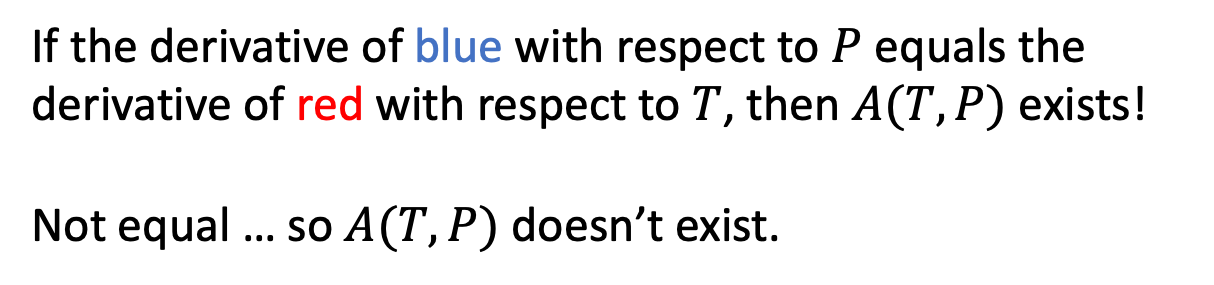 If the derivative of blue with respect to P equals the
derivative of red with respect to T, then A(T, P) exists!
Not equal ... so A(T, P) doesn’t exist.